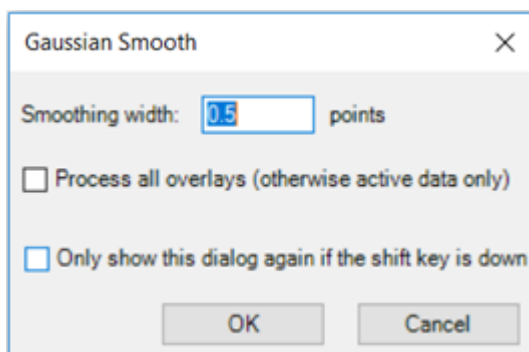 Gaussian Smooth
Smoothing width: 0.5 points
Process all overlays (otherwise active data only)
Only show this dialog again if the shift key is down
OK Cancel